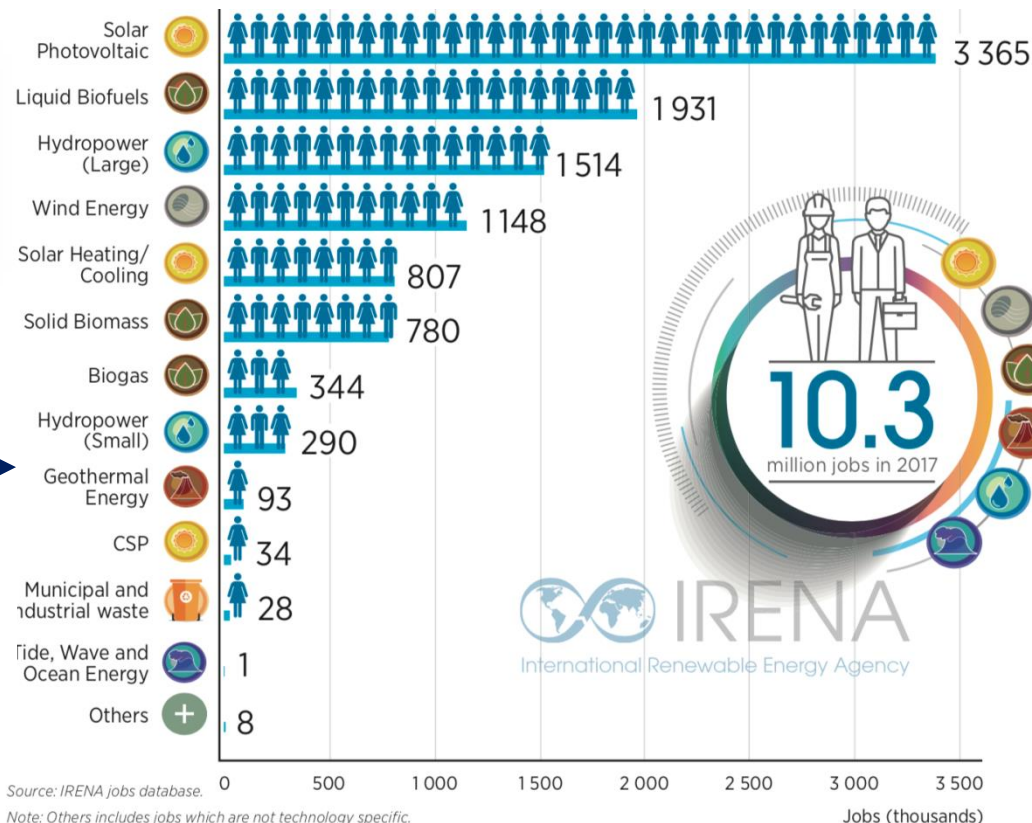 Solar
Photovoltaic
3 365
Liquid Biofuels
1 931
Hydropower
(Large)
1 514
Wind Energy
1 148
Solar Heating/
Cooling
807
Solid Biomass
780
Biogas
344
Hydropower
(Small)
290
Geothermal
Energy
93
CSP
34
Municipal and
ndustrial waste
28
Tide, Wave and
Ocean Energy
1
Others
+
8
10.3
million jobs in 2017
IRENA
International Renewable Energy Agency
0 500 1 000 1 500 2 000 2 500 3 000 3 500
Jobs (thousands)
Source: IRENA jobs database.
Note: Others includes jobs which are not technology specific.